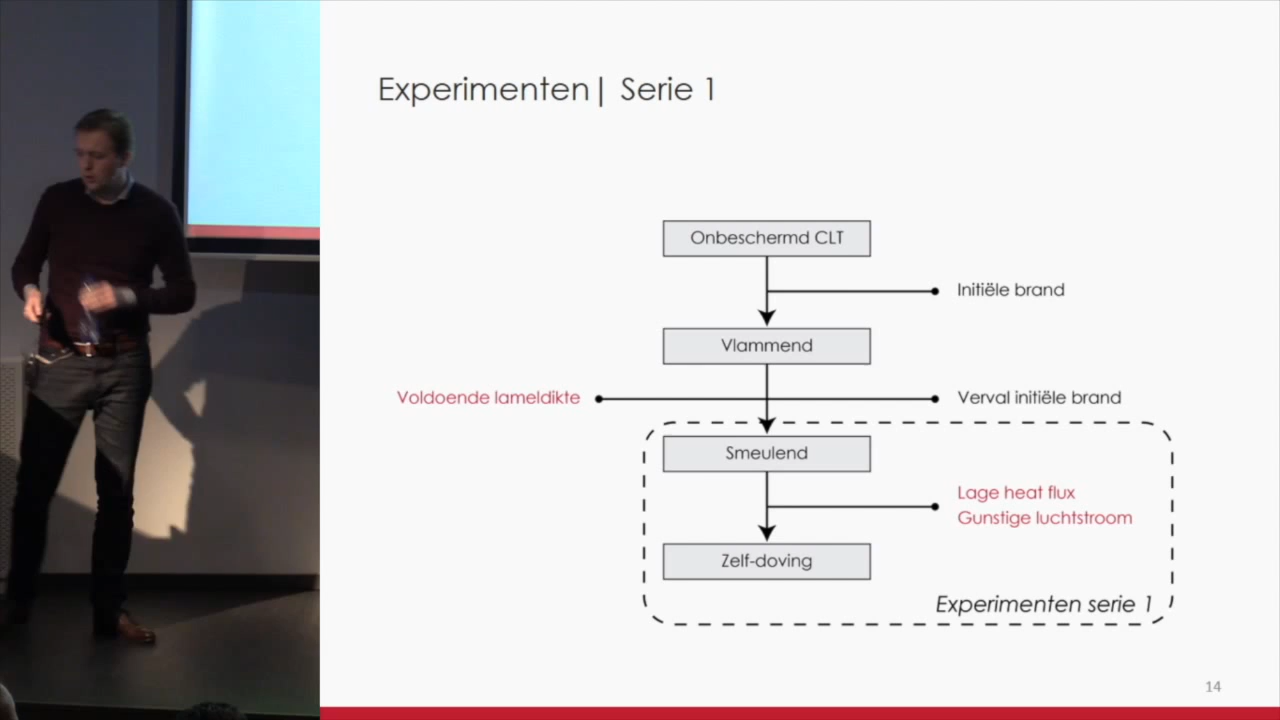 Experimenten| Serie 1
Onbeschermd CLT
Initiële brand
Vlammend
Voldoende lameldikte
Verval initiële brand
Smeulend
Lage heat flux
Gunstige luchtstroom
Zelf-doving
Experimenten serie 1
14